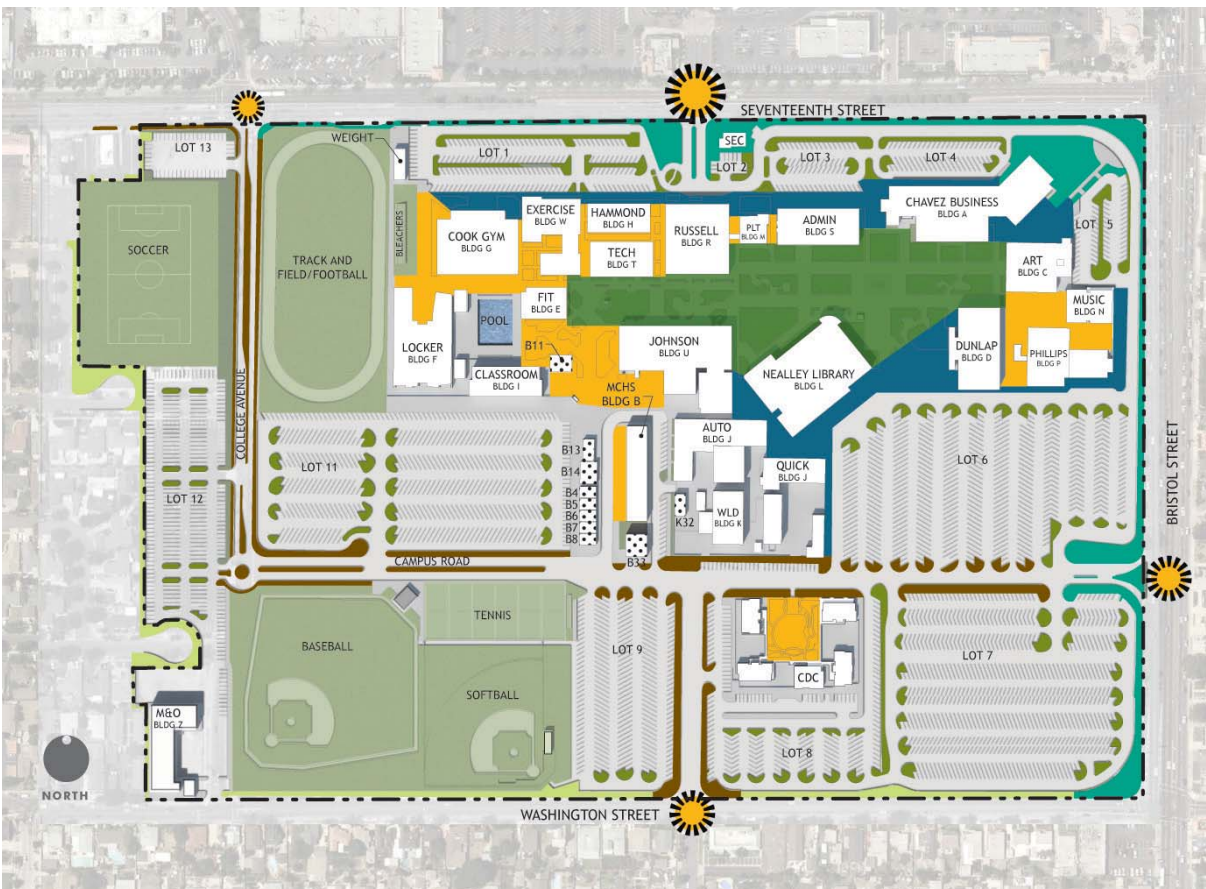 SEVENTEENTH STREET
LOT 13
WEIGHT
LOT 1
SEC
LOT 2
LOT 3
LOT 4
LOT 5
SOCCER
TRACK AND
FIELD/FOOTBALL
BLEACHERS
COOK GYM
BLDG G
EXERCISE
BLDG W
HAMMOND
BLDG H
TECH
BLDG T
RUSSELL
BLDG R
PLT
BLDG M
ADMIN
BLDG S
CHAVEZ BUSINESS
BLDG A
ART
BLDG C
MUSIC
BLDG N
LOCKER
BLDG F
POOL
FIT
BLDG E
B11
CLASSROOM
BLDG I
JOHNSON
BLDG U
MCHS
BLDG B
NEALLEY LIBRARY
BLDG L
DUNLAP
BLDG D
PHILLIPS
BLDG P
COLLEGE AVENUE
LOT 12
LOT 11
B13
B14
B4
B5
B6
B7
B8
B33
K32
AUTO
BLDG J
WLD
BLDG K
QUICK
BLDG J
LOT 6
BRISTOL STREET
CAMPUS ROAD
BASEBALL
TENNIS
SOFTBALL
LOT 9
CDC
LOT 8
LOT 7
M&O
BLDG Z
NORTH
WASHINGTON STREET